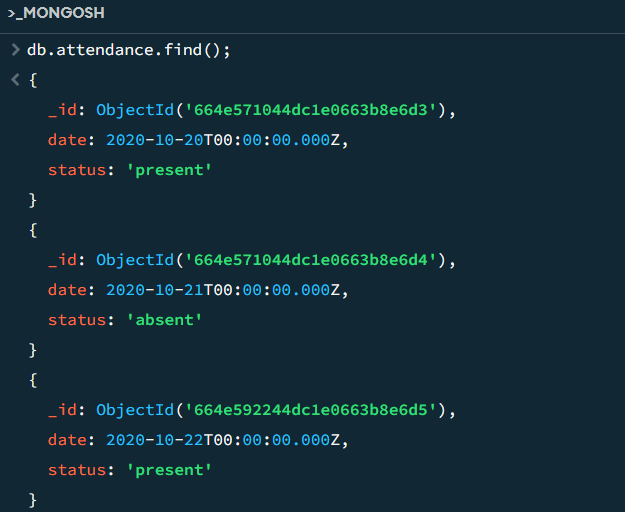 >_MONGOSH
> db.attendance.find();
< {
_id: ObjectId('664e571044dc1e0663b8e6d3'),
date: 2020-10-20T00:00:00.000Z,
status: 'present'
}
{
_id: ObjectId('664e571044dc1e0663b8e6d4'),
date: 2020-10-21T00:00:00.000Z,
status: 'absent'
}
{
_id: ObjectId('664e592244dc1e0663b8e6d5'),
date: 2020-10-22T00:00:00.000Z,
status: 'present'
}